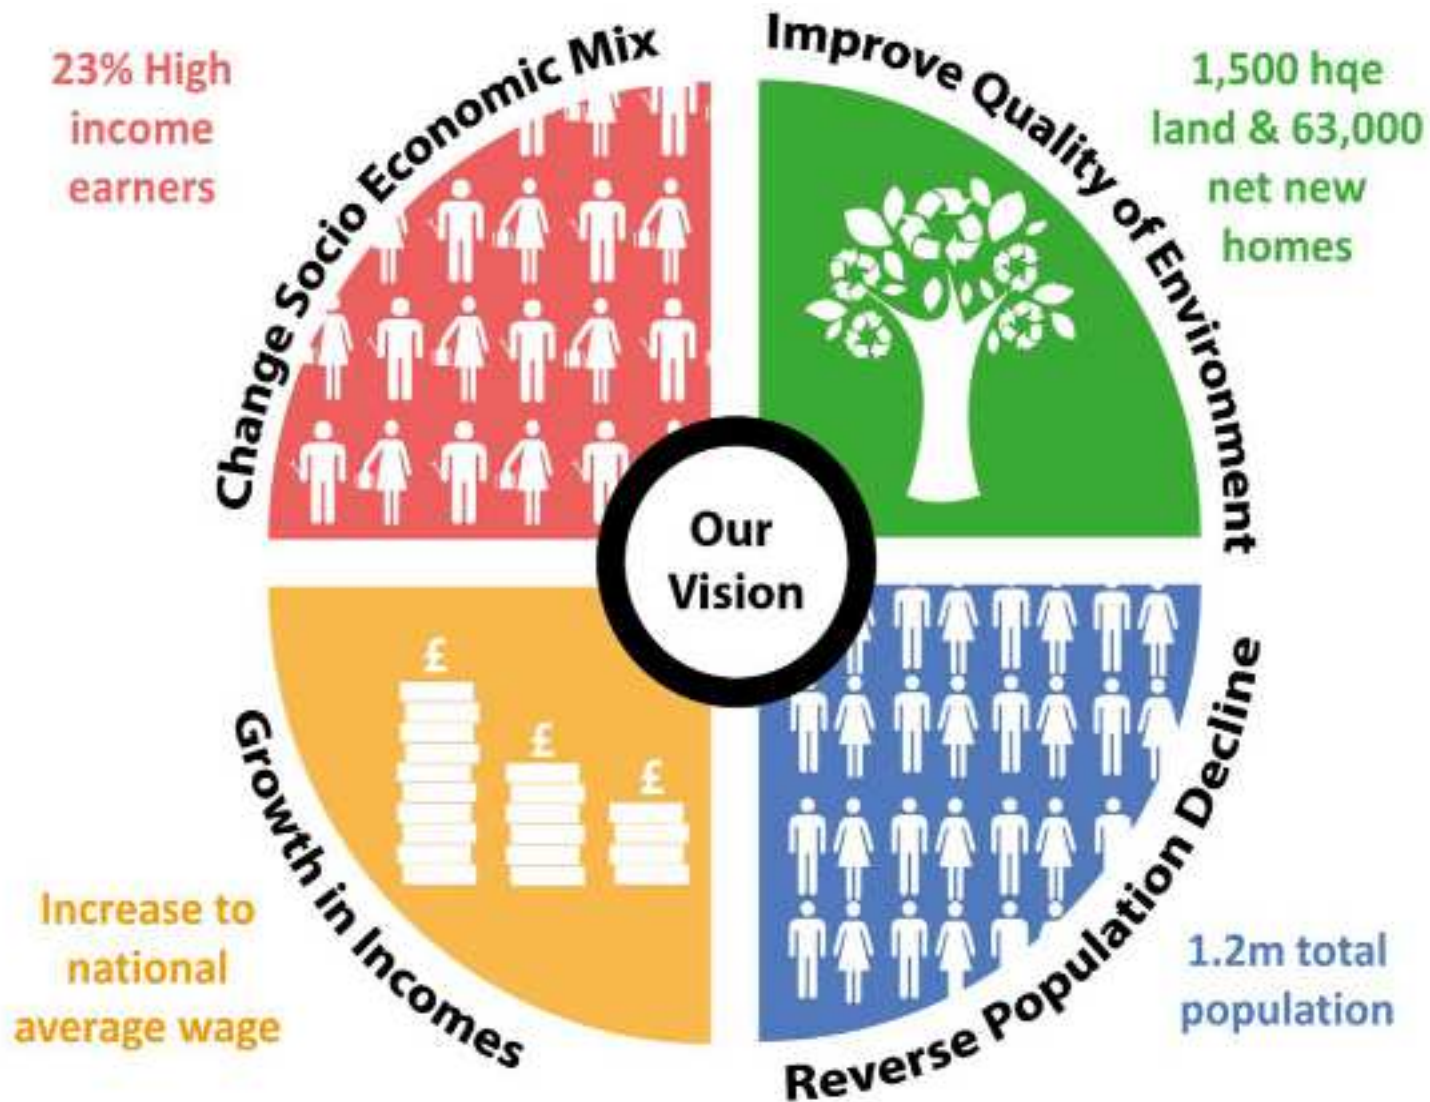 23% High
income
earners
Change Socio Economic Mix
Improve Quality of Environment
1,500 hqe
land & 63,000
net new
homes
Our
Vision
£
£
£
Growth in Incomes
Increase to
national
average wage
Reverse Population Decline
1.2m total
population